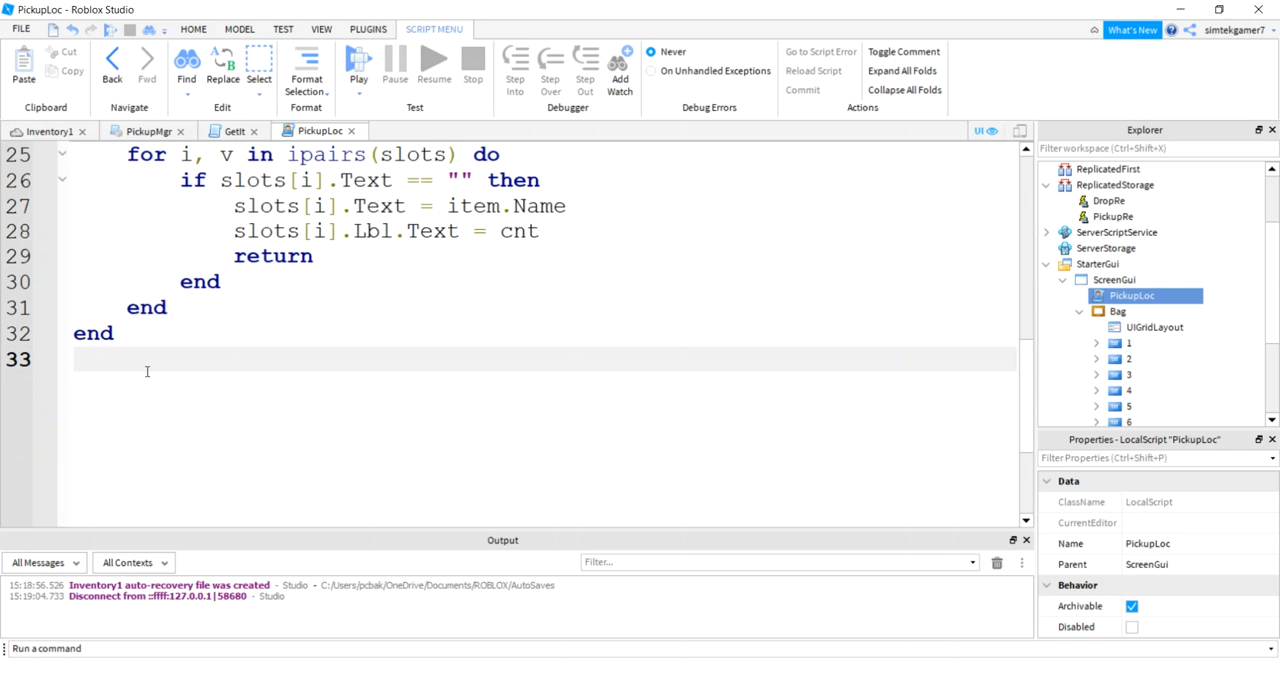 PickupLoc - Roblox Studio
FILE HOME MODEL TEST VIEW PLUGINS SCRIPT MENU What's New simtekgamer7
Paste Cut Copy Back Fwd Find Replace Select Format Selection Play Pause Resume Stop Step Into Step Over Step Out Add Watch
Never
On Unhandled Exceptions
Go to Script Error
Reload Script
Commit
Toggle Comment
Expand All Folds
Collapse All Folds
Clipboard Navigate Edit Format Test Debugger Debug Errors Actions
Inventory1 PickupMgr GetIt PickupLoc UI
25 for i, v in ipairs(slots) do
26 if slots[i].Text == "" then
27 slots[i].Text = item.Name
28 slots[i].Lbl.Text = cnt
29 return
30 end
31 end
32 end
33
Explorer
Filter workspace (Ctrl+Shift+X)
ReplicatedFirst
ReplicatedStorage
DropRe
PickupRe
ServerScriptService
ServerStorage
StarterGui
ScreenGui
PickupLoc
Bag
UIGridLayout
1
2
3
4
5
6
Properties - LocalScript "PickupLoc"
Filter Properties (Ctrl+Shift+P)
Data
ClassName LocalScript
CurrentEditor
Name PickupLoc
Parent ScreenGui
Behavior
Archivable
Disabled
Output
All Messages All Contexts Filter...
15:18:56.526 Inventory1 auto-recovery file was created - Studio - C:/Users/pcbak/OneDrive/Documents/ROBLOX/AutoSaves
15:19:04.733 Disconnect from ::ffff:127.0.0.1|58680 - Studio
Run a command